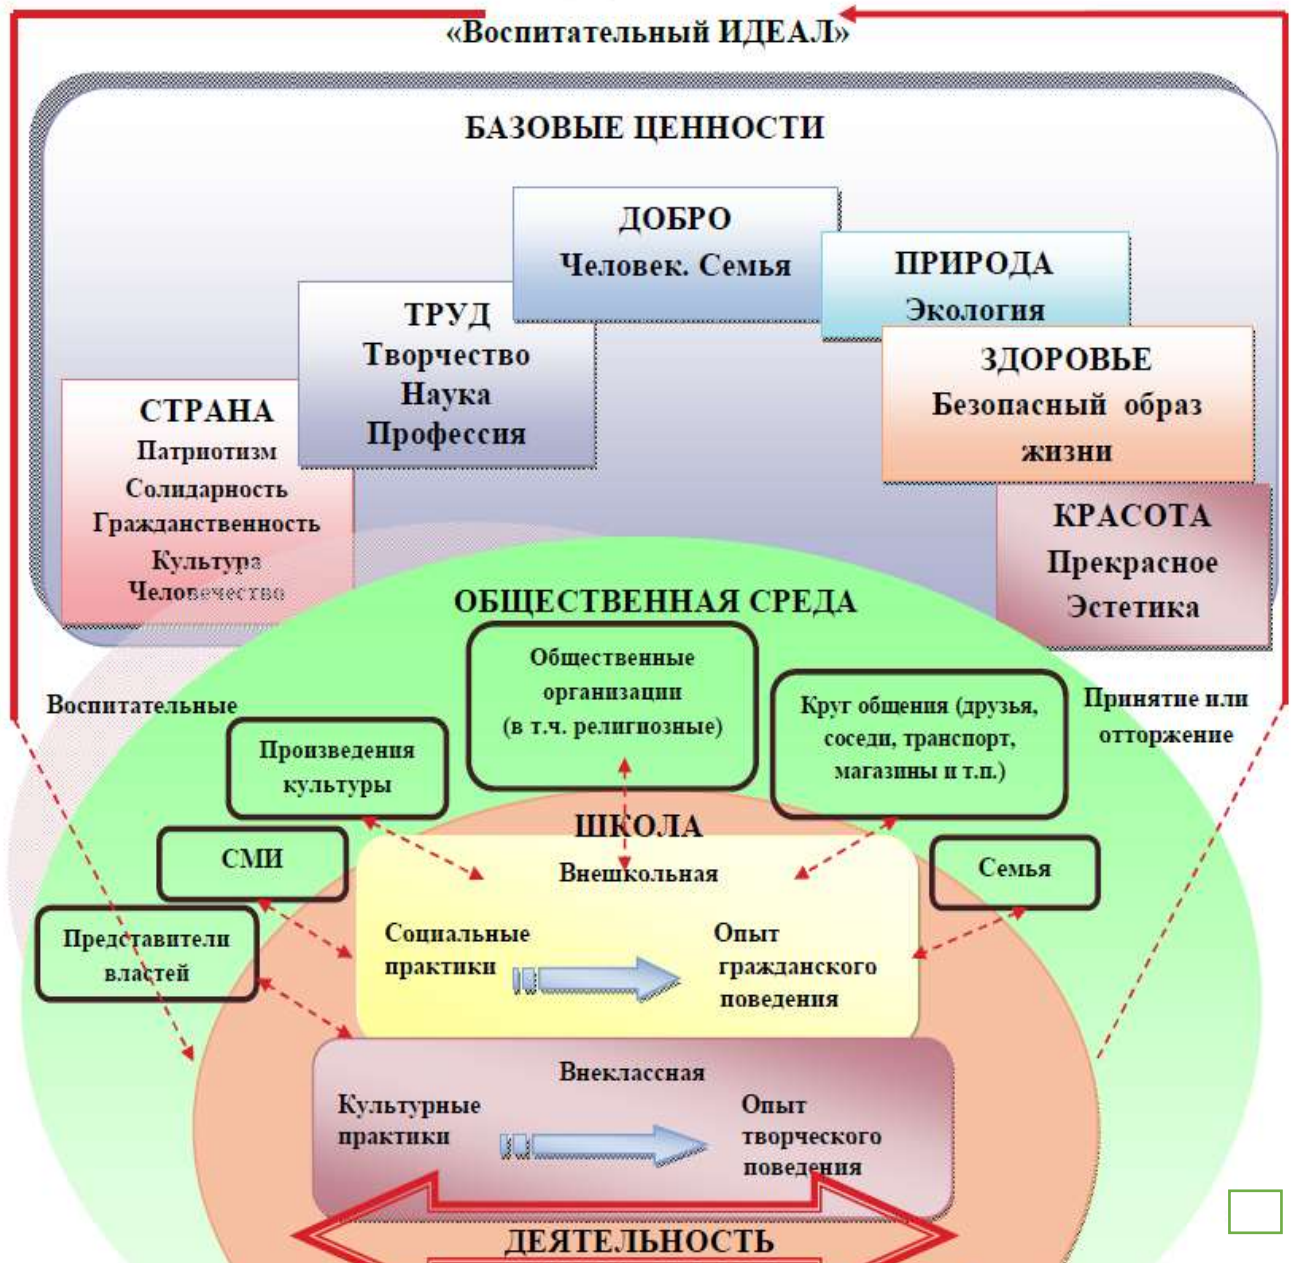 «Воспитательный ИДЕАЛ»
БАЗОВЫЕ ЦЕННОСТИ
ДОБРО
Человек. Семья
ПРИРОДА
Экология
ТРУД
Творчество
Наука
Профессия
ЗДОРОВЬЕ
Безопасный образ
жизни
СТРАНА
Патриотизм
Солидарность
Гражданственность
Культура
Человечество
КРАСОТА
Прекрасное
Эстетика
ОБЩЕСТВЕННАЯ СРЕДА
Воспитательные
Принятие или
отторжение
Общественные
организации
(в т.ч. религиозные)
Круг общения (друзья,
соседи, транспорт,
магазины и т.п.)
Произведения
культуры
СМИ
Семья
Представители
властей
ШКОЛА
Внешкольная
Социальные
практики
Опыт
гражданского
поведения
Внеклассная
Культурные
практики
Опыт
творческого
поведения
ДЕЯТЕЛЬНОСТЬ